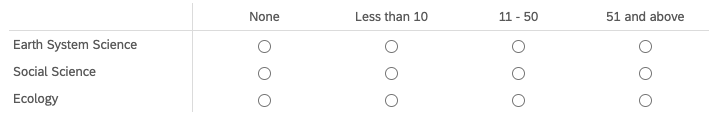 None Less than 10 11 - 50 51 and above
Earth System Science
Social Science
Ecology